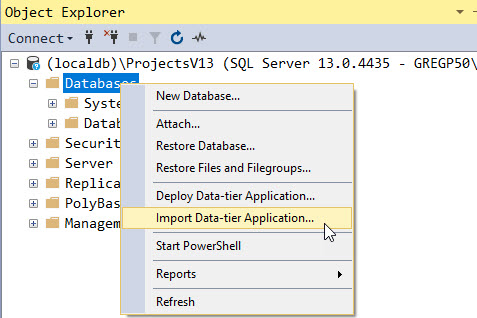 Object Explorer
Connect
(localdb)\ProjectsV13 (SQL Server 13.0.4435 - GREGP50\
Databases
New Database...
Syste
Attach...
Datab
Restore Database...
Securit
Restore Files and Filegroups...
Server
Replica
Deploy Data-tier Application...
PolyBas
Import Data-tier Application...
Managem
Start PowerShell
Reports
Refresh